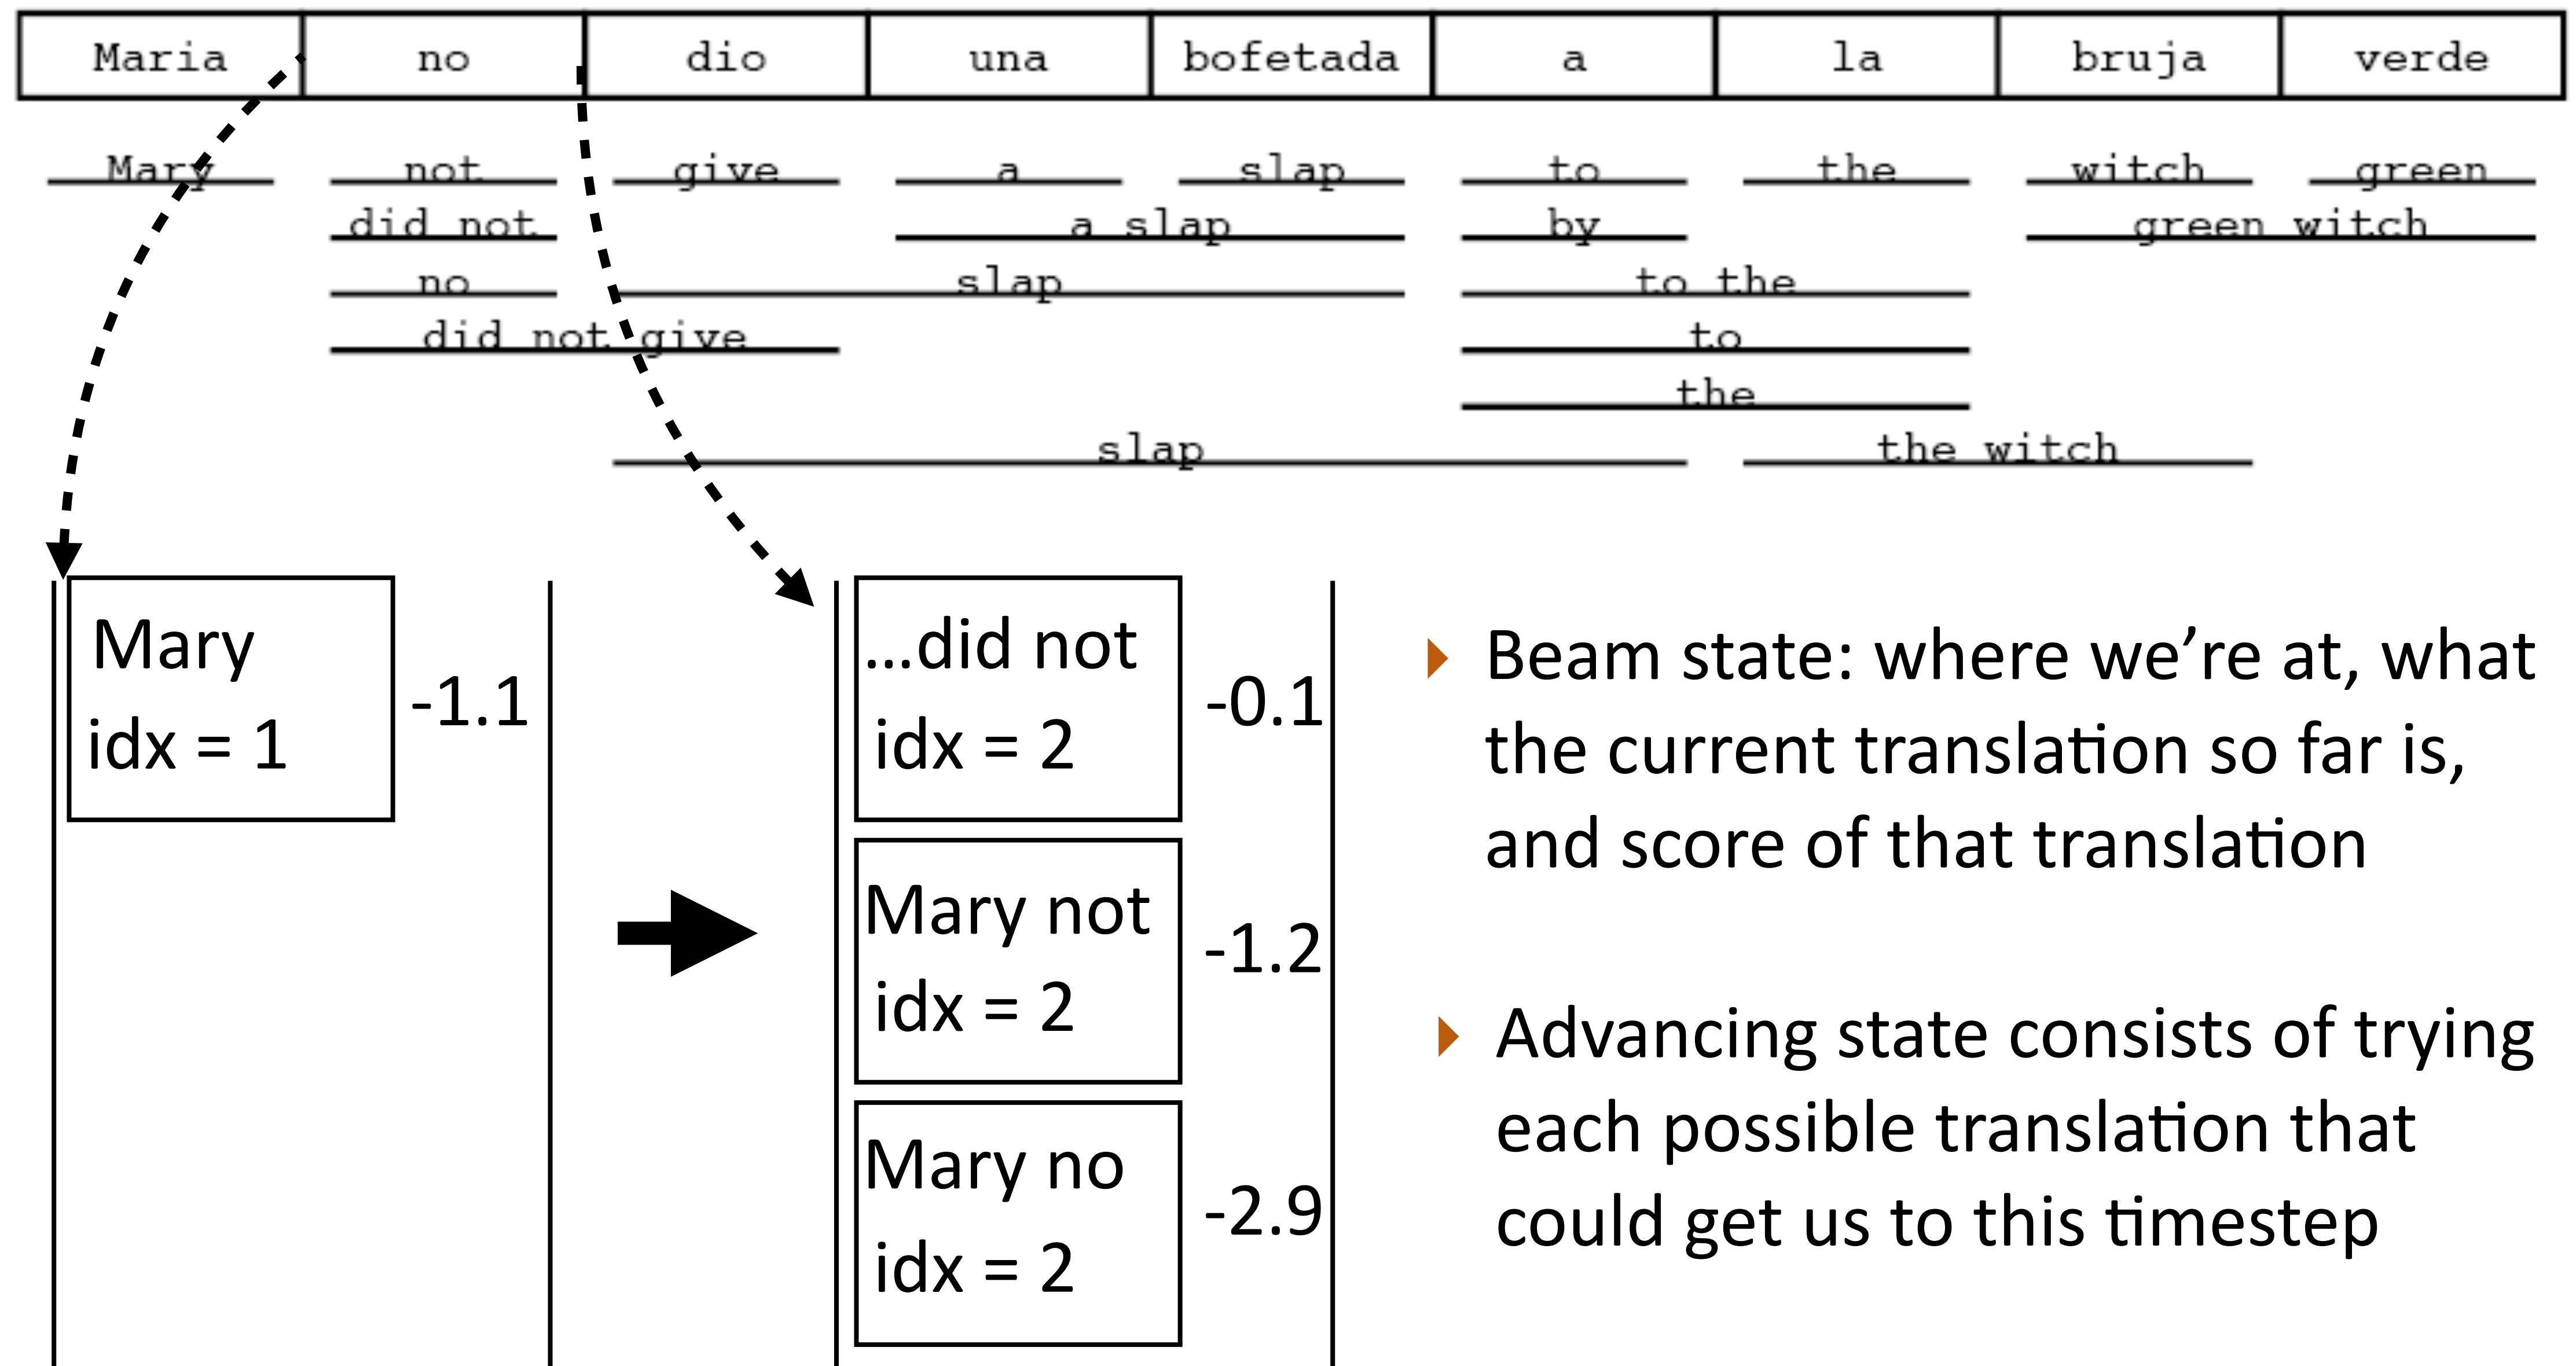 Maria no dio una bofetada a la bruja verde
Mary not give a slap to the witch green
did not a slap by green witch
no slap to the
did not give to
the
slap the witch
Mary
idx = 1
-1.1
...did not
idx = 2
-0.1
Mary not
idx = 2
-1.2
Mary no
idx = 2
-2.9
Beam state: where we’re at, what
the current translation so far is,
and score of that translation
Advancing state consists of trying
each possible translation that
could get us to this timestep